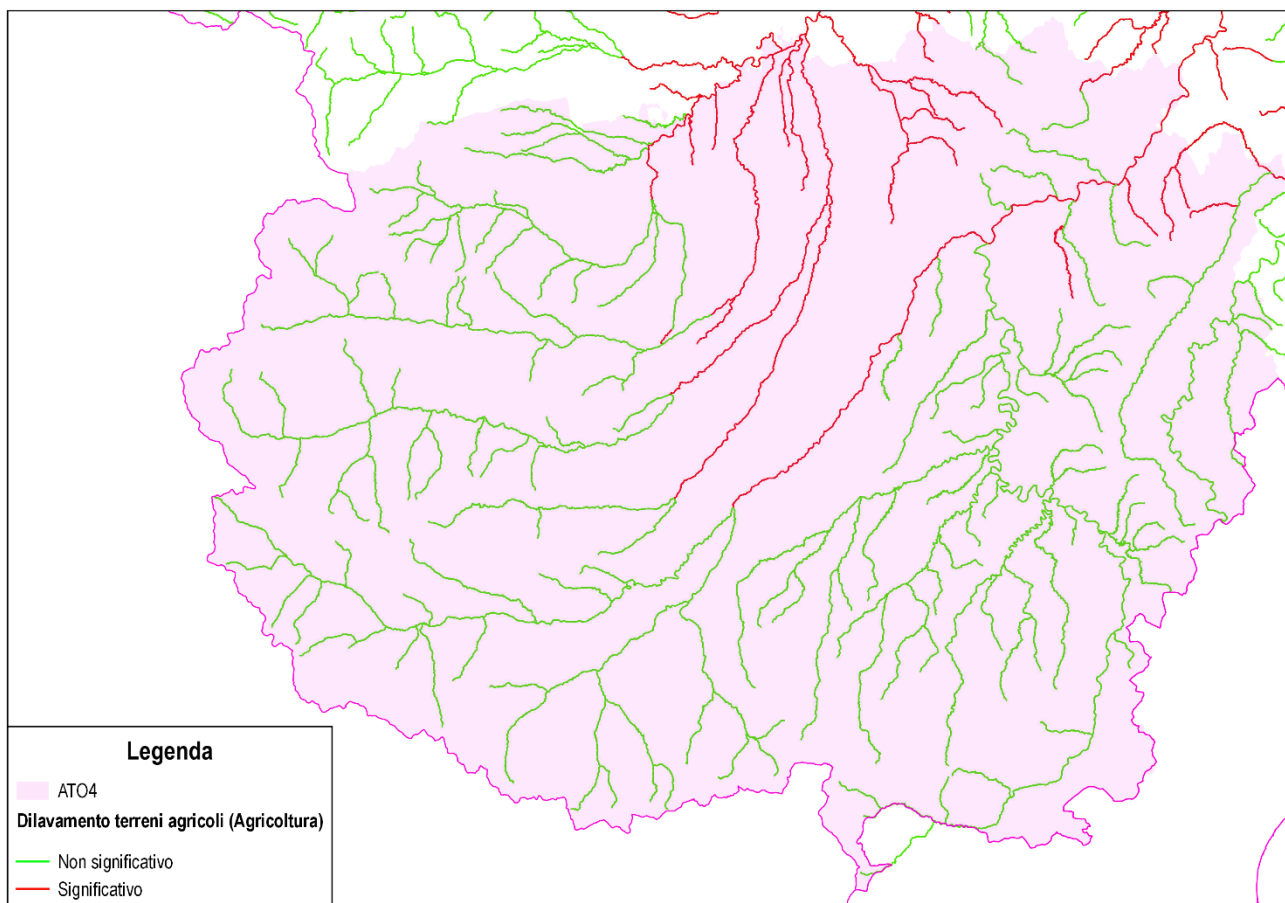 Legenda
ATO4
Dilavamento terreni agricoli (Agricoltura)
Non significativo
Significativo